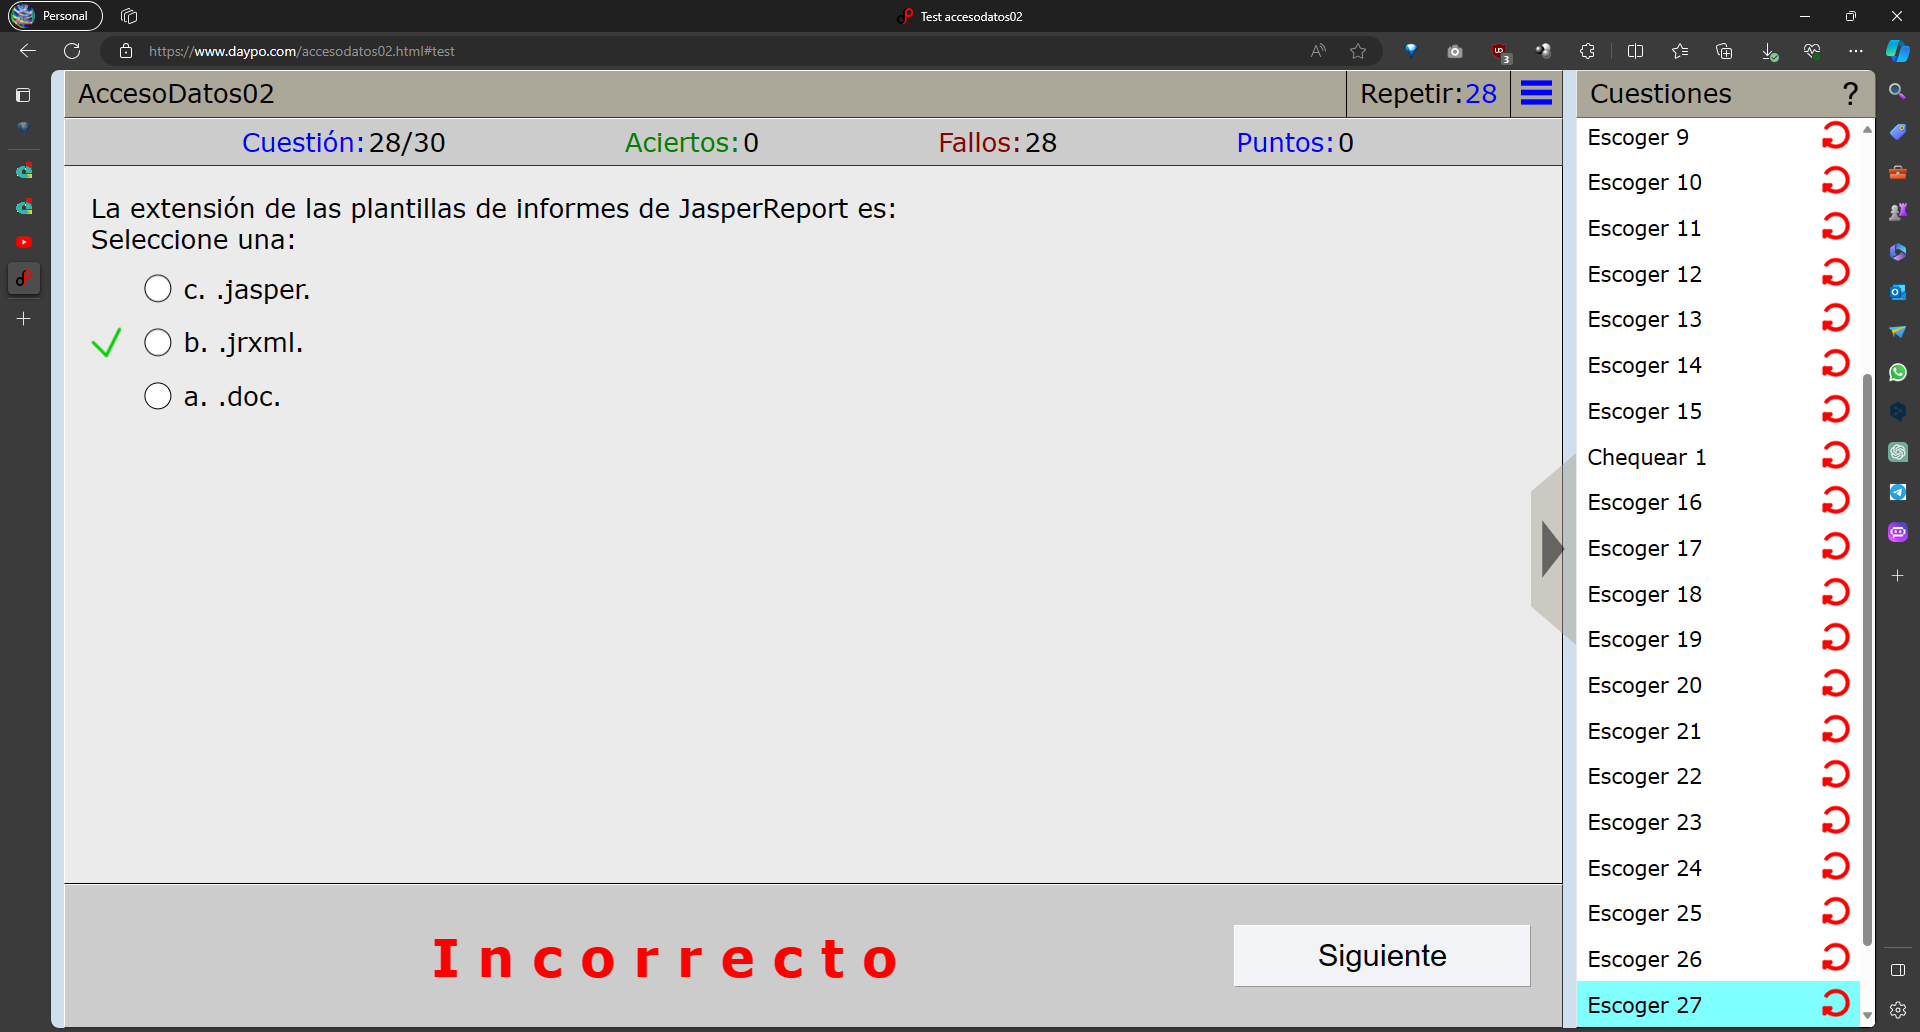 Personal
Test accesodatos02
https://www.daypo.com/accesodatos02.html#test
3
AccesoDatos02
Repetir:28
Cuestiones
?
Cuestión:28/30
Aciertos:0
Fallos:28
Puntos:0
La extensión de las plantillas de informes de JasperReport es:
Seleccione una:
c. .jasper.
b. .jrxml.
a. .doc.
Escoger 9
Escoger 10
Escoger 11
Escoger 12
Escoger 13
Escoger 14
Escoger 15
Chequear 1
Escoger 16
Escoger 17
Escoger 18
Escoger 19
Escoger 20
Escoger 21
Escoger 22
Escoger 23
Escoger 24
Escoger 25
Escoger 26
Escoger 27
Incorrecto
Siguiente